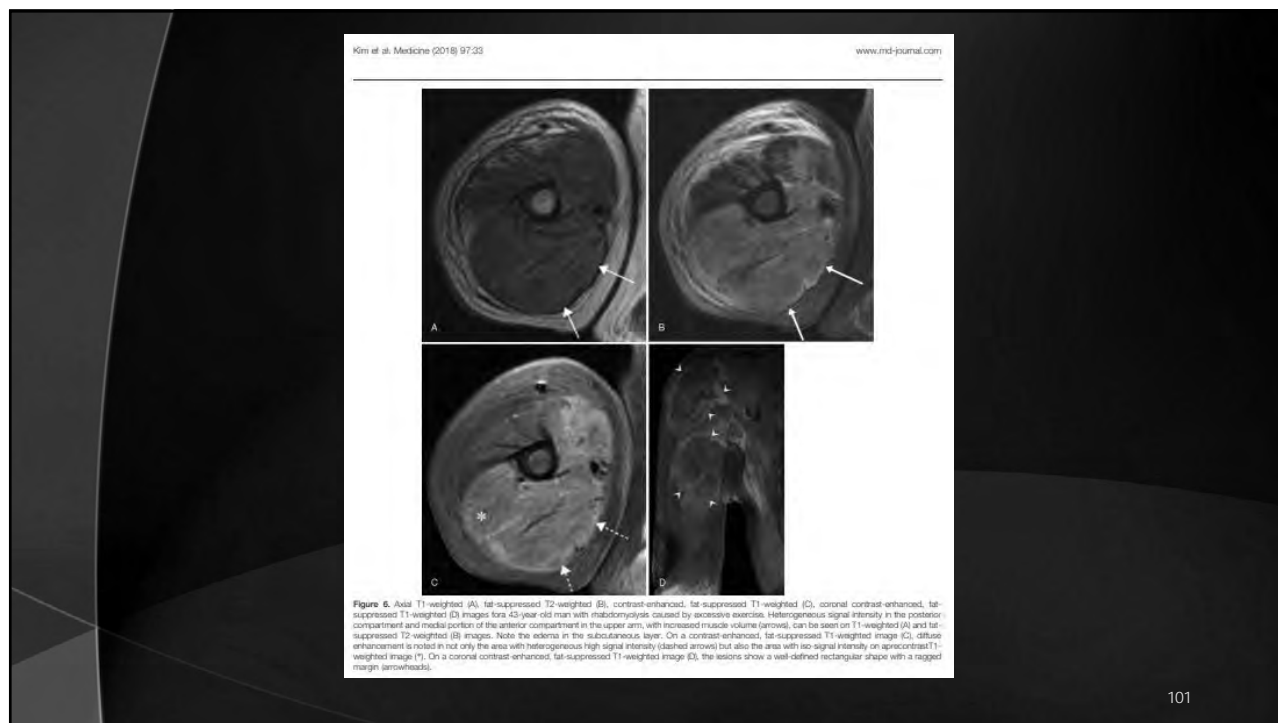 Kim et al. Medicine (2018) 97:33
www.md-journal.com
A
B
*
C
D
Figure 6. Axial T1-weighted (A), fat-suppressed T2-weighted (B), contrast-enhanced, fat-suppressed T1-weighted (C), coronal contrast-enhanced, fat-
suppressed T1-weighted (D) images fora 43-year-old man with rhabdomyolysis caused by excessive exercise. Heterogeneous signal intensity in the posterior
compartment and medial portion of the anterior compartment in the upper arm, with increased muscle volume (arrows), can be seen on T1-weighted (A) and fat-
suppressed T2-weighted (B) images. Note the edema in the subcutaneous layer. On a contrast-enhanced, fat-suppressed T1-weighted image (C), diffuse
enhancement is noted in not only the area with heterogeneous high signal intensity (dashed arrows) but also the area with iso-signal intensity on aprecontrastT1-
weighted image (*). On a coronal contrast-enhanced, fat-suppressed T1-weighted image (D), the lesions show a well-defined rectangular shape with a ragged
margin (arrowheads).
101